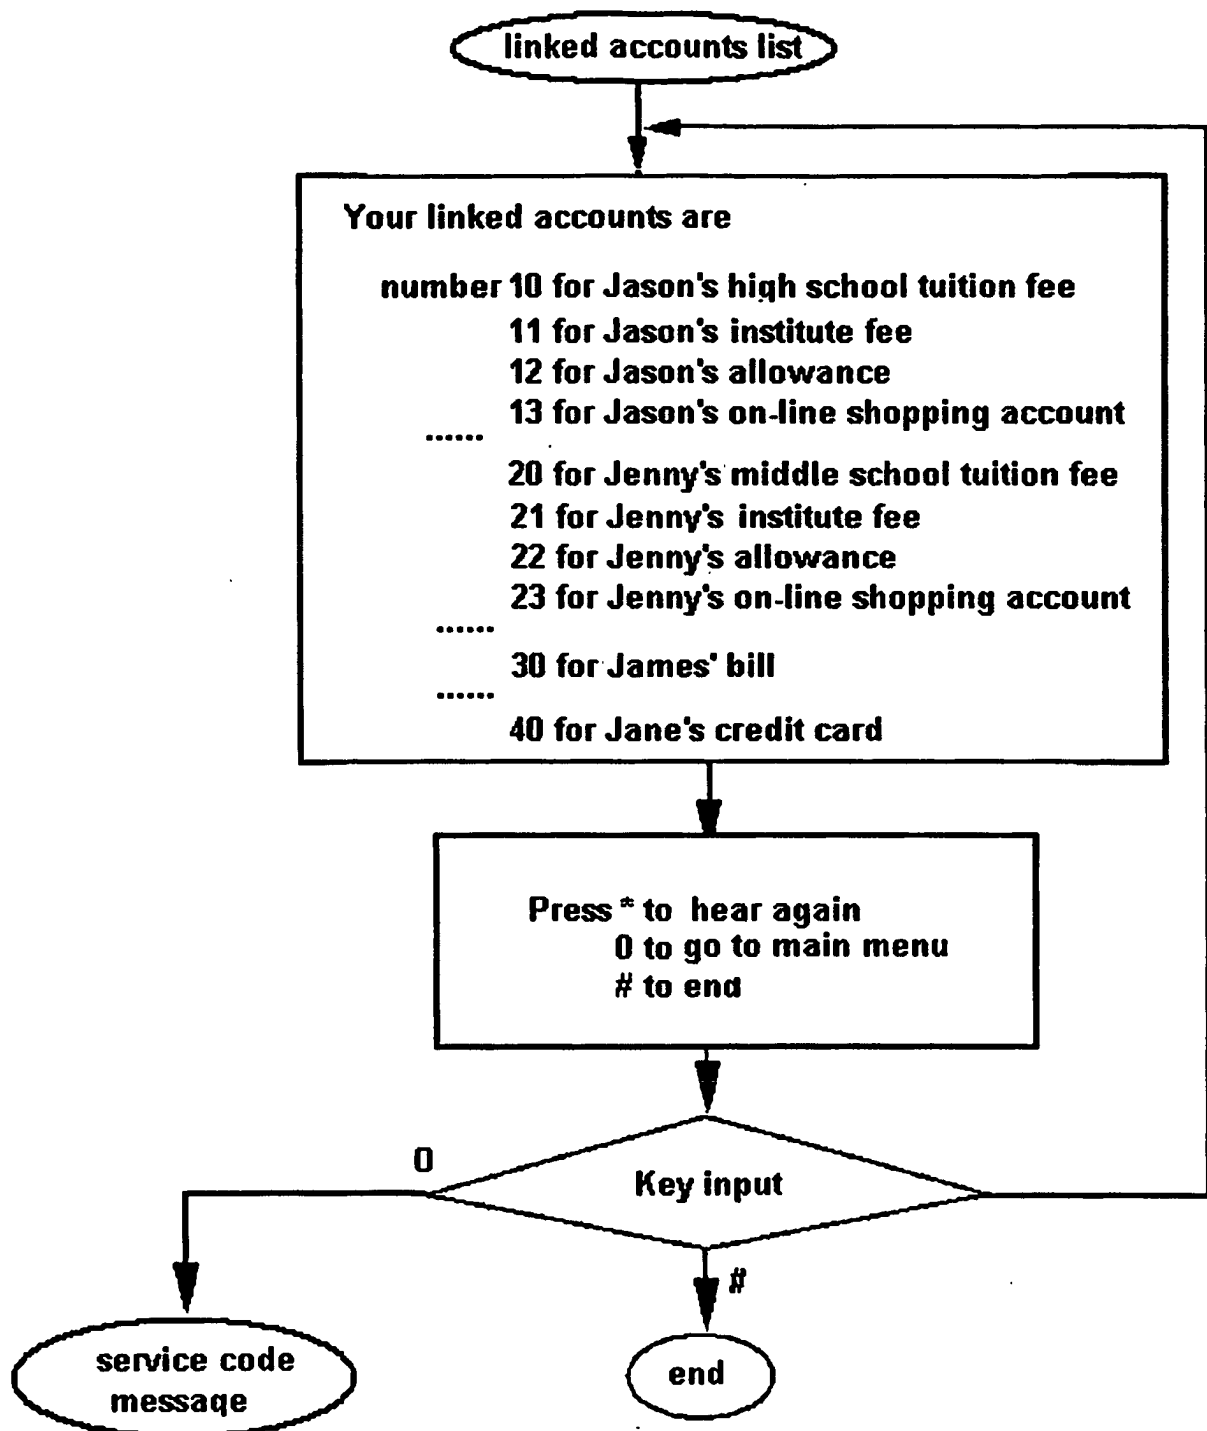 linked accounts list
Your linked accounts are
number 10 for Jason's high school tuition fee
11 for Jason's institute fee
12 for Jason's allowance
13 for Jason's on-line shopping account
......
20 for Jenny's middle school tuition fee
21 for Jenny's institute fee
22 for Jenny's allowance
23 for Jenny's on-line shopping account
......
30 for James' bill
......
40 for Jane's credit card
Press * to hear again
0 to go to main menu
# to end
0
Key input
#
service code
message
end